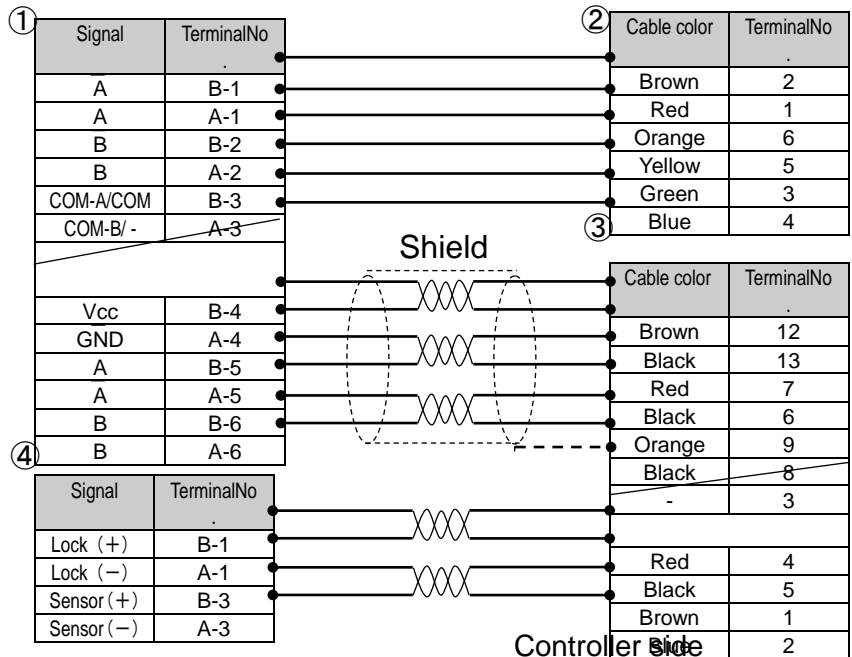 ①
Signal TerminalNo
.
A B-1
A A-1
B B-2
B A-2
COM-A/COM B-3
COM-B/ - A-3
Vcc B-4
GND A-4
A B-5
A A-5
B B-6
B A-6
④
Signal TerminalNo
.
Lock（+） B-1
Lock（−） A-1
Sensor（+） B-3
Sensor（−） A-3
Shield
②
Cable color TerminalNo
.
Brown 2
Red 1
Orange 6
Yellow 5
Green 3
Blue 4
③
Cable color TerminalNo
.
Brown 12
Black 13
Red 7
Black 6
Orange 9
Black 8
- 3
Red 4
Black 5
Brown 1
Blue 2
Controller side